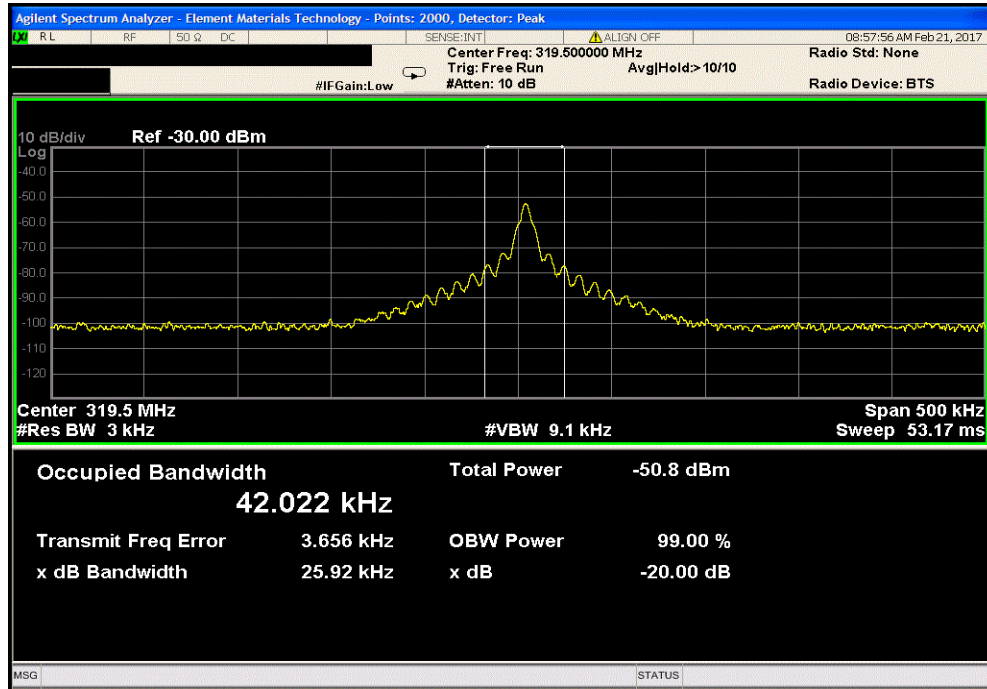 Agilent Spectrum Analyzer - Element Materials Technology - Points: 2000, Detector: Peak
LXI RL RF 50 Ω DC SENSE:INT ALIGN OFF 08:57:56 AM Feb 21, 2017
Center Freq: 319.500000 MHz Radio Std: None
Trig: Free Run Avg|Hold:>10/10
#IFGain:Low #Atten: 10 dB Radio Device: BTS
10 dB/div Ref -30.00 dBm
Log
-40.0
-50.0
-60.0
-70.0
-80.0
-90.0
-100
-110
-120
Center 319.5 MHz Span 500 kHz
#Res BW 3 kHz #VBW 9.1 kHz Sweep 53.17 ms
Occupied Bandwidth Total Power -50.8 dBm
42.022 kHz
Transmit Freq Error 3.656 kHz OBW Power 99.00 %
x dB Bandwidth 25.92 kHz x dB -20.00 dB
MSG STATUS